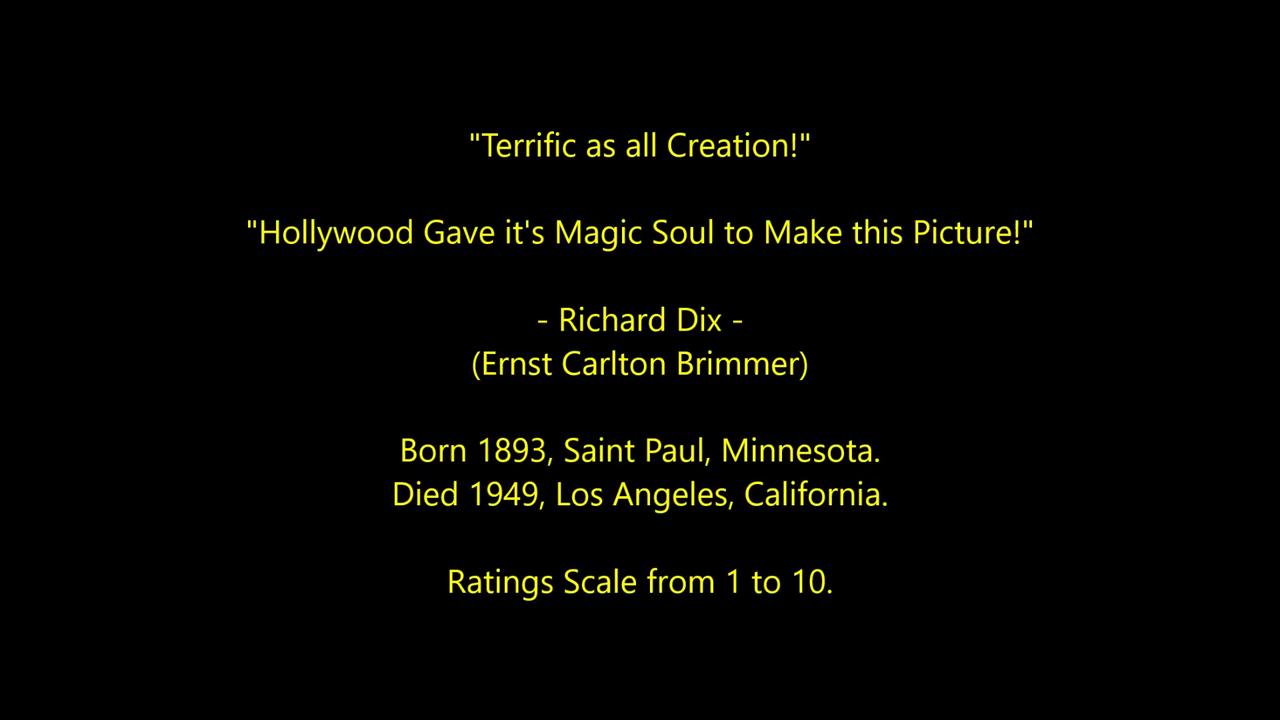 "Terrific as all Creation!"
"Hollywood Gave it's Magic Soul to Make this Picture!"
- Richard Dix -
(Ernst Carlton Brimmer)
Born 1893, Saint Paul, Minnesota.
Died 1949, Los Angeles, California.
Ratings Scale from 1 to 10.